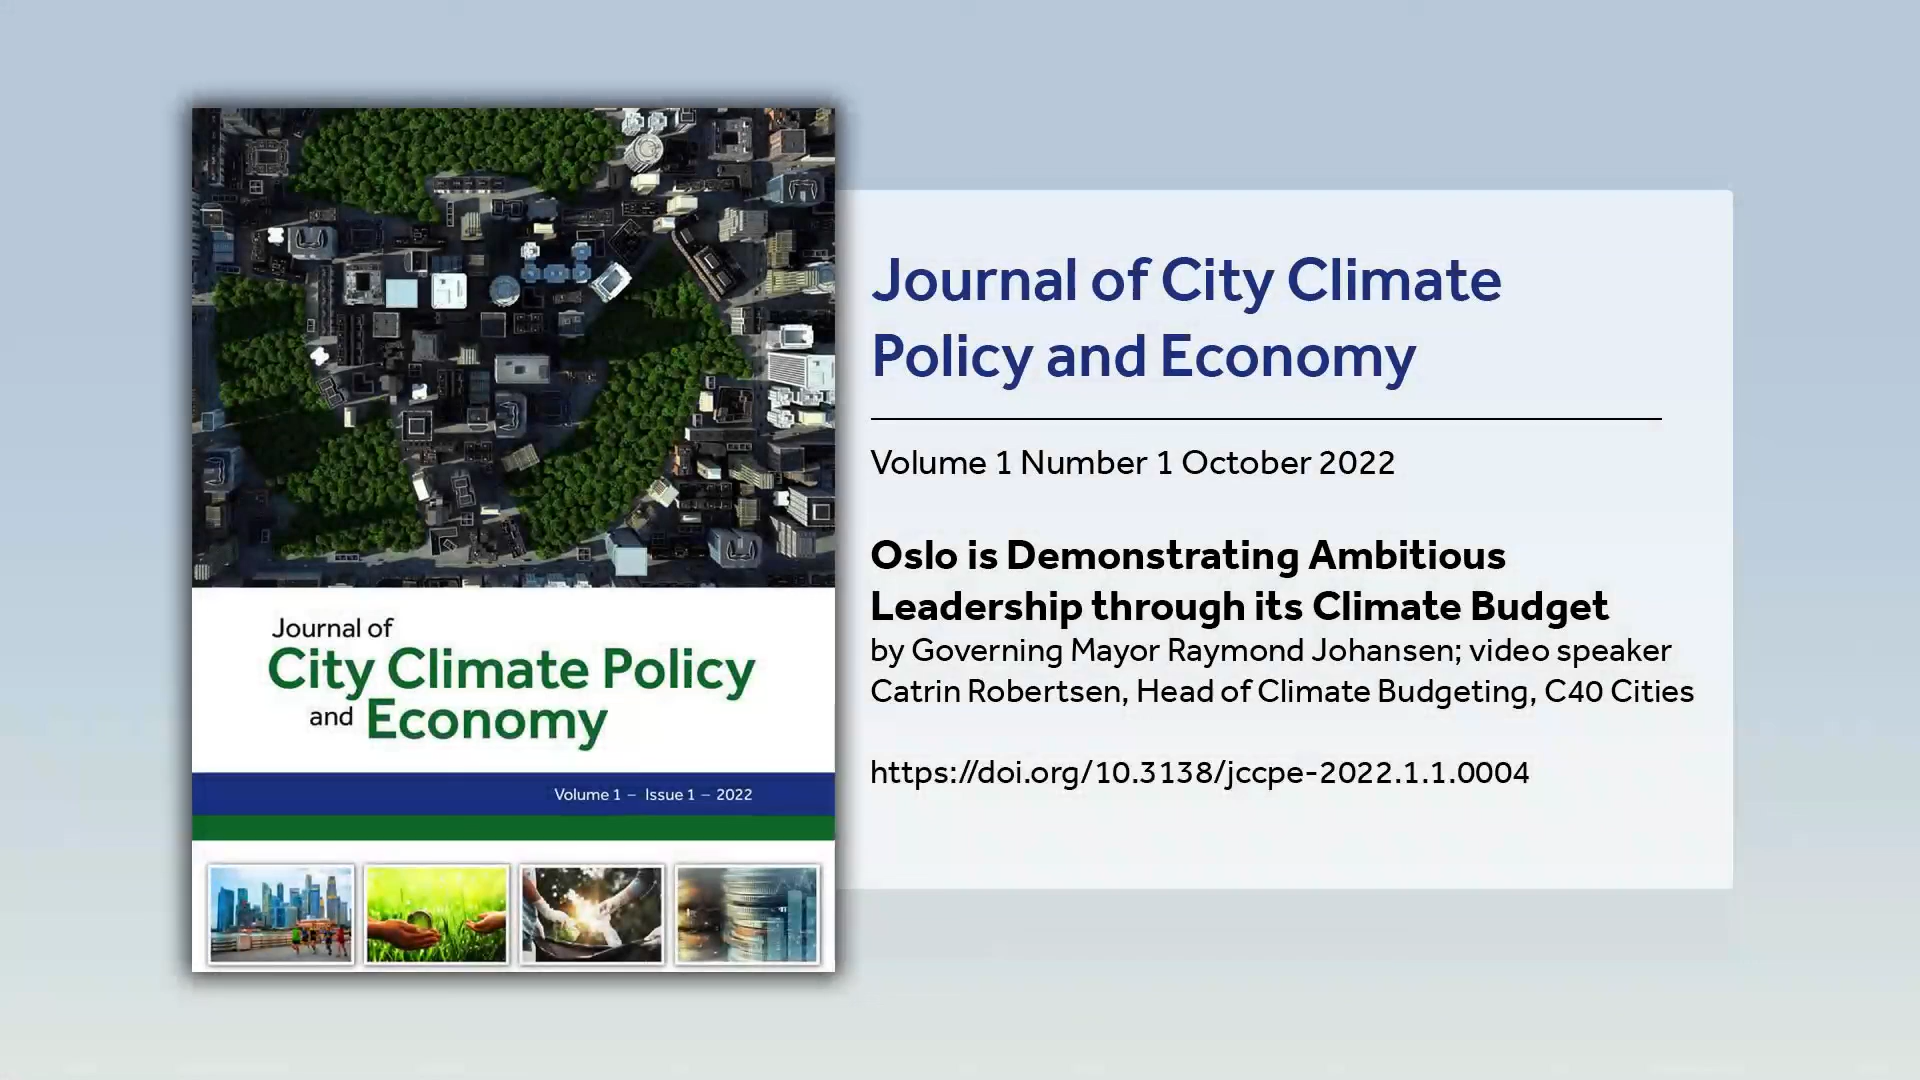 Journal of
City Climate Policy
and Economy
Volume 1 – Issue 1 – 2022
Journal of City Climate
Policy and Economy
Volume 1 Number 1 October 2022
Oslo is Demonstrating Ambitious
Leadership through its Climate Budget
by Governing Mayor Raymond Johansen; video speaker
Catrin Robertsen, Head of Climate Budgeting, C40 Cities
https://doi.org/10.3138/jccpe-2022.1.1.0004